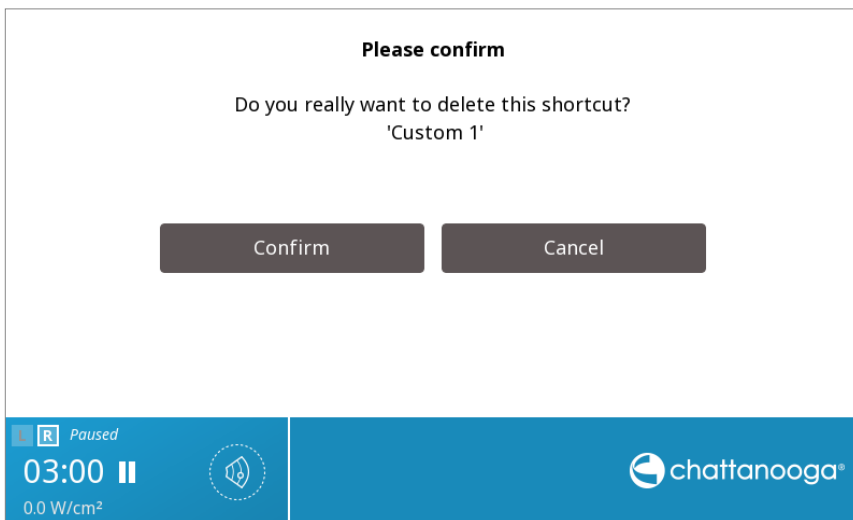 Please confirm
Do you really want to delete this shortcut?
'Custom 1'
Confirm Cancel
L R Paused
03:00
0.0 W/cm²
chattanooga®